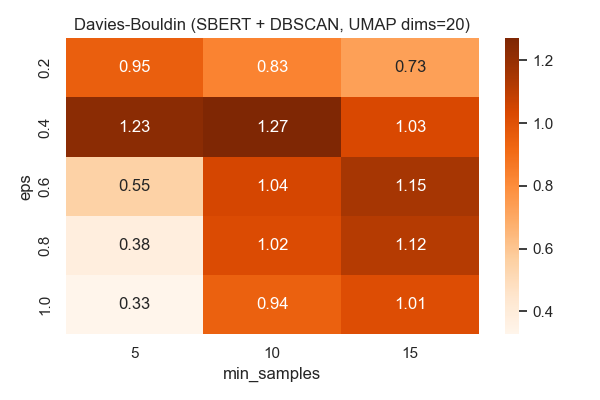 Davies-Bouldin (SBERT + DBSCAN, UMAP dims=20)
0.2 0.95 0.83 0.73
0.4 1.23 1.27 1.03
0.6 0.55 1.04 1.15
0.8 0.38 1.02 1.12
1.0 0.33 0.94 1.01
eps
5 10 15
min_samples
1.2
1.0
0.8
0.6
0.4